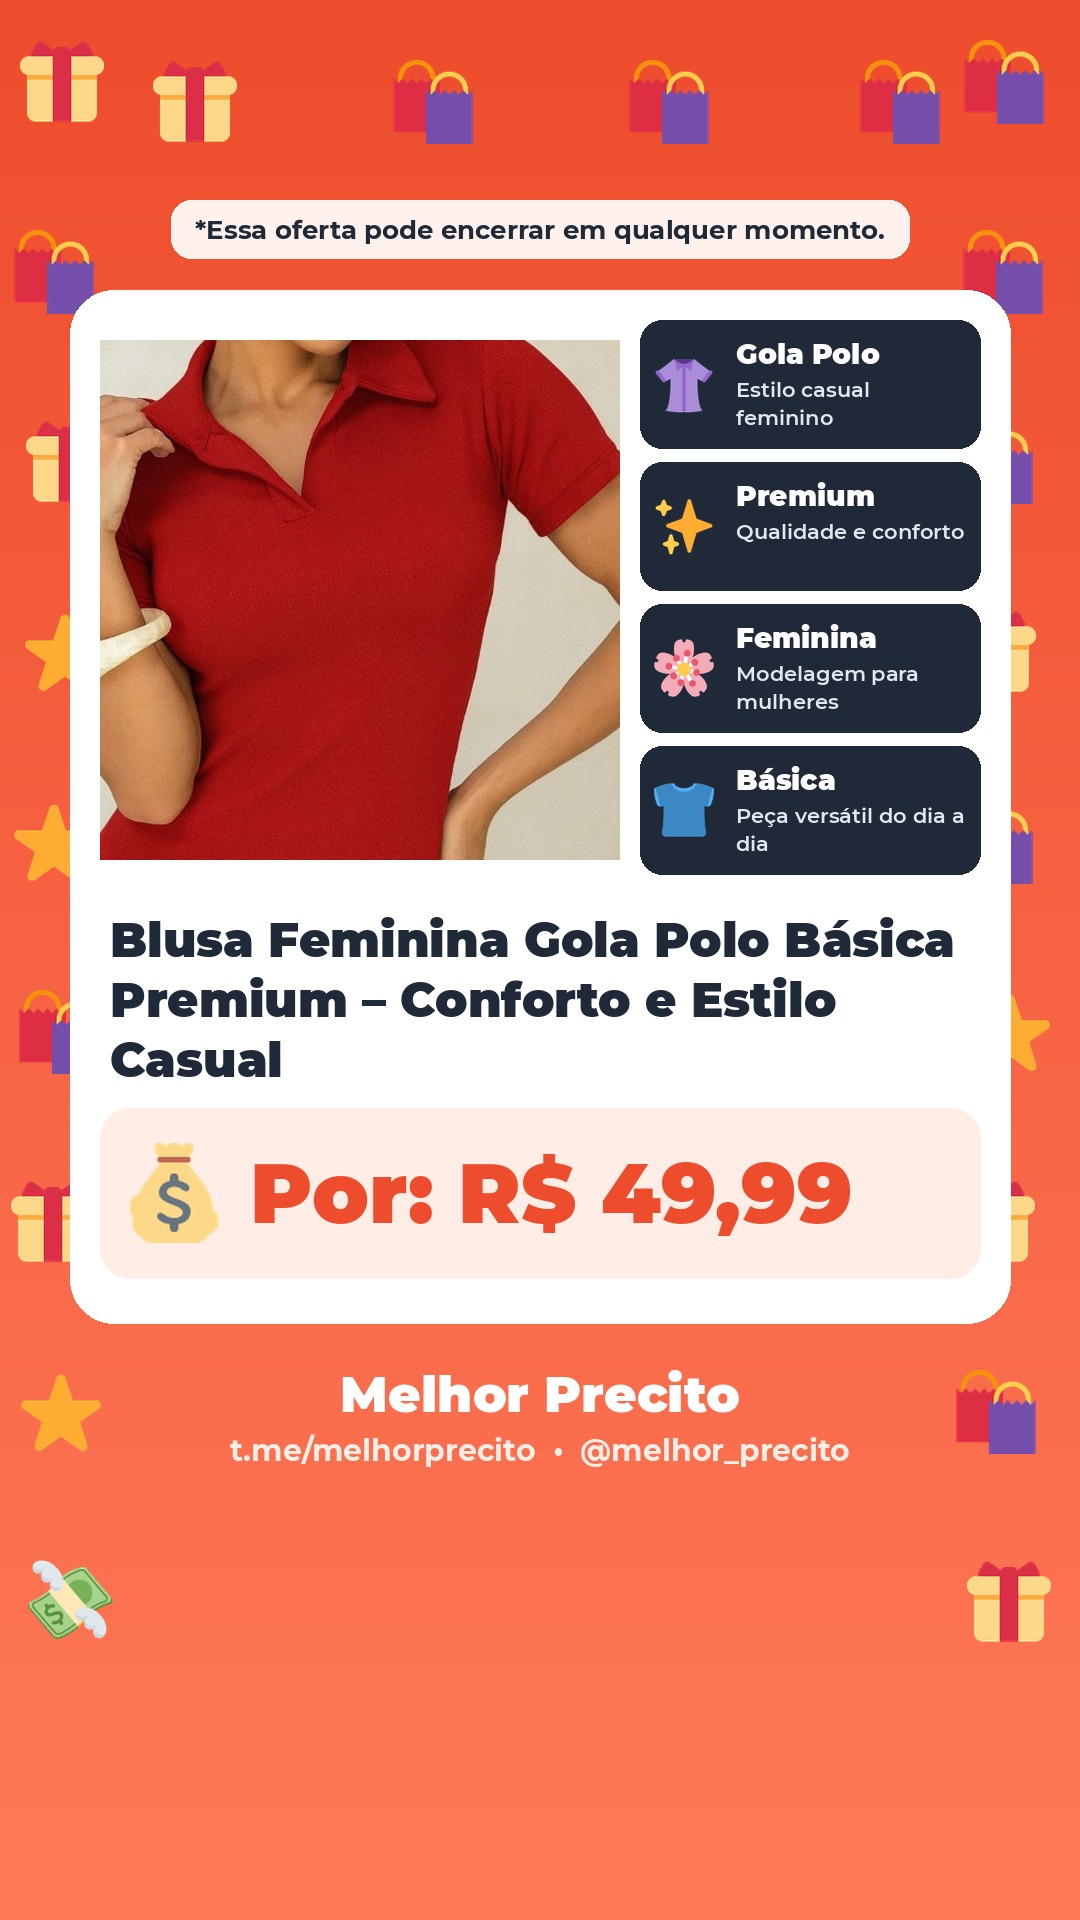 *Essa oferta pode encerrar em qualquer momento.
Gola Polo
Estilo casual
feminino
Premium
Qualidade e conforto
Feminina
Modelagem para
mulheres
Básica
Peça versátil do dia a
dia
Blusa Feminina Gola Polo Básica
Premium – Conforto e Estilo
Casual
Por: R$ 49,99
Melhor Precito
t.me/melhorprecito • @melhor_precito